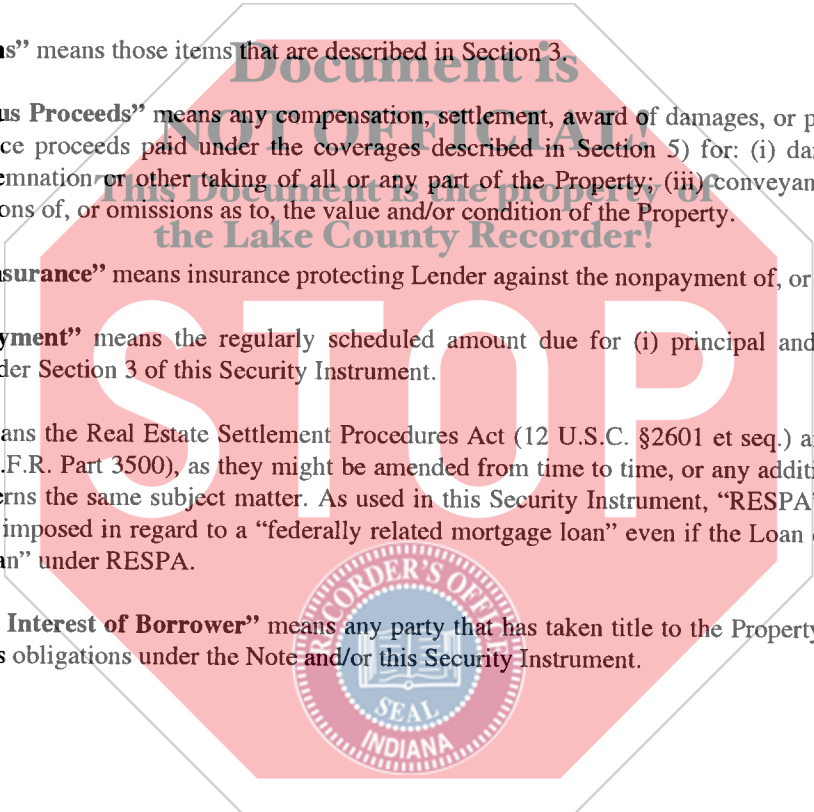 ns” means those items that are described in Section 3.
Document is
us Proceeds” means any compensation, settlement, award of damages, or p
NOT OFFICIAL!
ce proceeds paid under the coverages described in Section 5) for: (i) da
emnation or other taking of all or any part of the Property; (iii) conveyan
This Document is the property of
ons of, or omissions as to, the value and/or condition of the Property.
the Lake County Recorder!
nsurance” means insurance protecting Lender against the nonpayment of, or
yment” means the regularly scheduled amount due for (i) principal and
der Section 3 of this Security Instrument.
STOP
ans the Real Estate Settlement Procedures Act (12 U.S.C. §2601 et seq.) a
.F.R. Part 3500), as they might be amended from time to time, or any additi
erns the same subject matter. As used in this Security Instrument, “RESPA”
imposed in regard to a “federally related mortgage loan” even if the Loan
an” under RESPA.
RECORDER'S OFFICE
Interest of Borrower” means any party that has taken title to the Property
s obligations under the Note and/or this Security Instrument.
SEAL
INDIANA